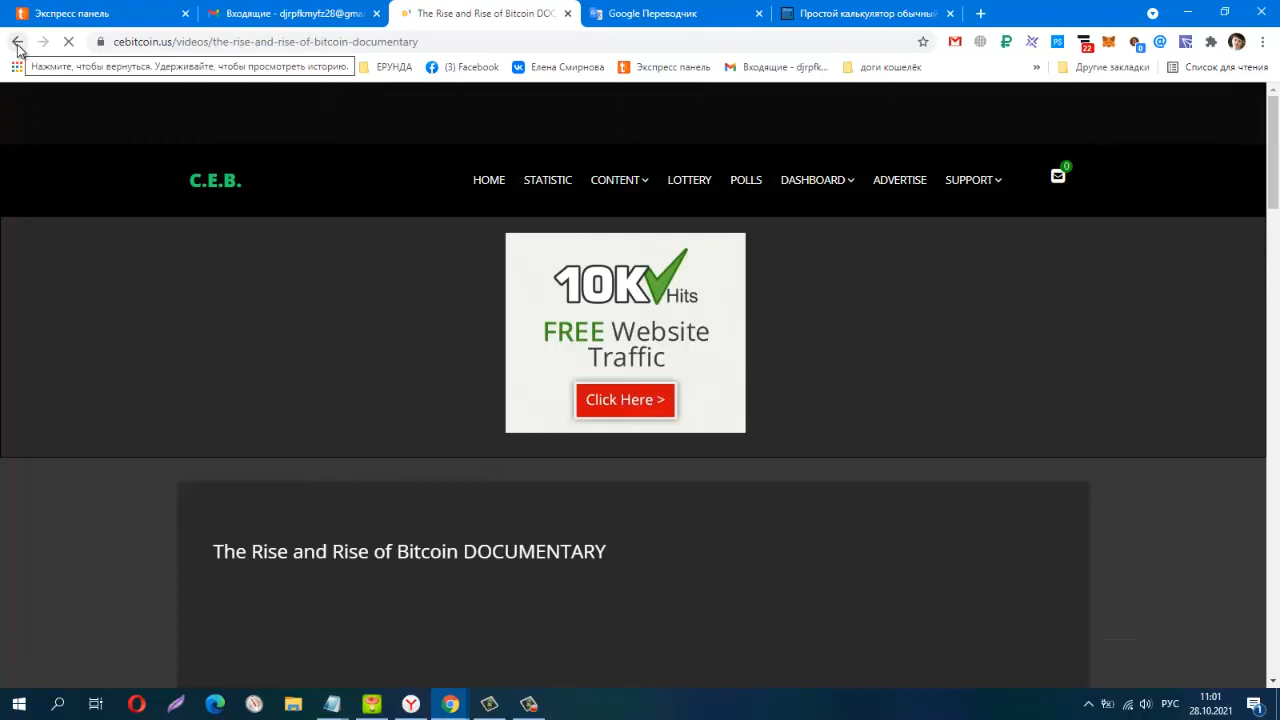 Экспресс панель
Входящие - djrpfkmyfz28@gmai
The Rise and Rise of Bitcoin DOC
Google Переводчик
Простой калькулятор обычный
cebitcoin.us/videos/the-rise-and-rise-of-bitcoin-documentary
22
0
Нажмите, чтобы вернуться. Удерживайте, чтобы просмотреть историю.
ЕРУНДА
(3) Facebook
Елена Смирнова
Экспресс панель
Входящие - djrpfk...
доги кошелёк
»
Другие закладки
Список для чтения
C.E.B.
HOME
STATISTIC
CONTENT
LOTTERY
POLLS
DASHBOARD
ADVERTISE
SUPPORT
0
10K Hits
FREE Website
Traffic
Click Here >
The Rise and Rise of Bitcoin DOCUMENTARY
РУС
11:01
28.10.2021
1